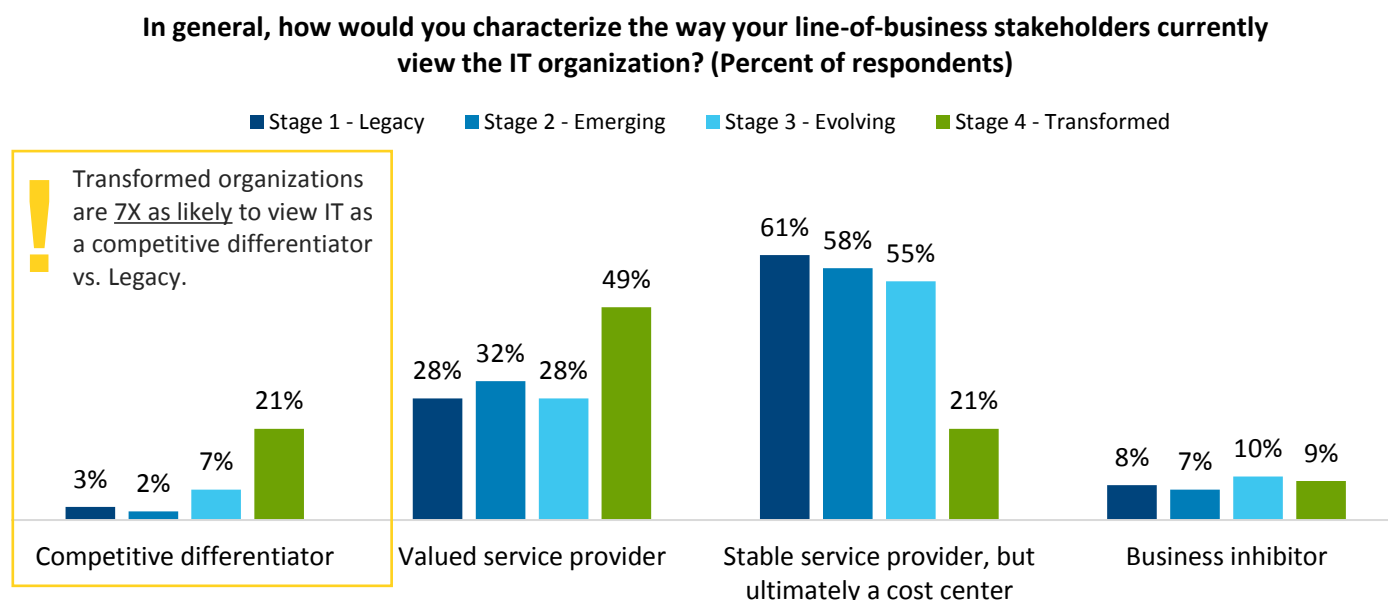 In general, how would you characterize the way your line-of-business stakeholders currently
view the IT organization? (Percent of respondents)
Stage 1 - Legacy Stage 2 - Emerging Stage 3 - Evolving Stage 4 - Transformed
! Transformed organizations
are 7X as likely to view IT as
a competitive differentiator
vs. Legacy.
3% 2% 7% 21%
28% 32% 28% 49%
61% 58% 55% 21%
8% 7% 10% 9%
Competitive differentiator
Valued service provider
Stable service provider, but
ultimately a cost center
Business inhibitor